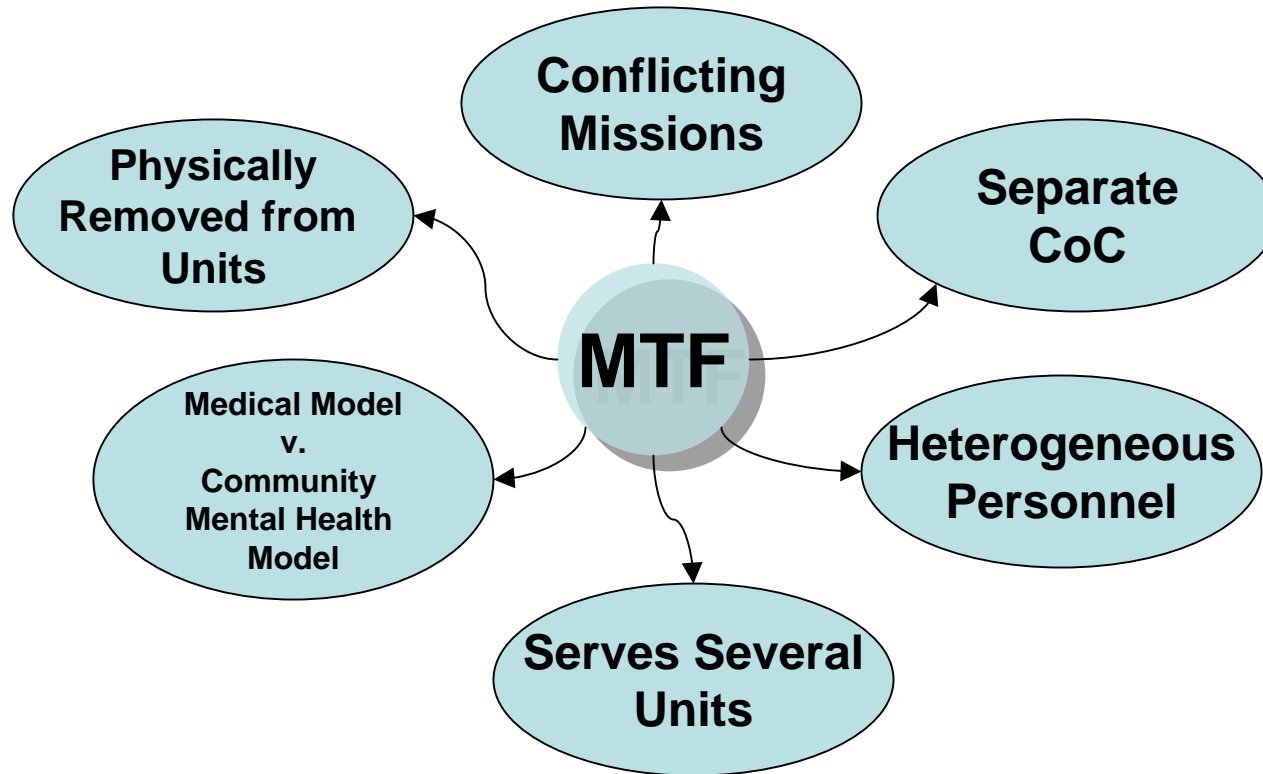 Conflicting
Missions
Physically
Removed from
Units
Separate
CoC
MTF
Medical Model
v.
Community
Mental Health
Model
Heterogeneous
Personnel
Serves Several
Units